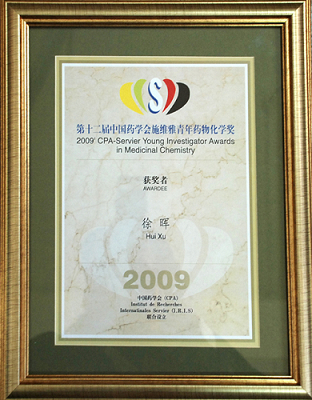 S
第十二届中国药学会施维雅青年药物化学奖
2009' CPA-Servier Young Investigator Awards
in Medicinal Chemistry
获奖者
AWARDEE
徐晖
Hui Xu
2009
中国药学会 (CPA)
Institut de Recherches
Internationales Servier (I.R.I.S)
联合设立